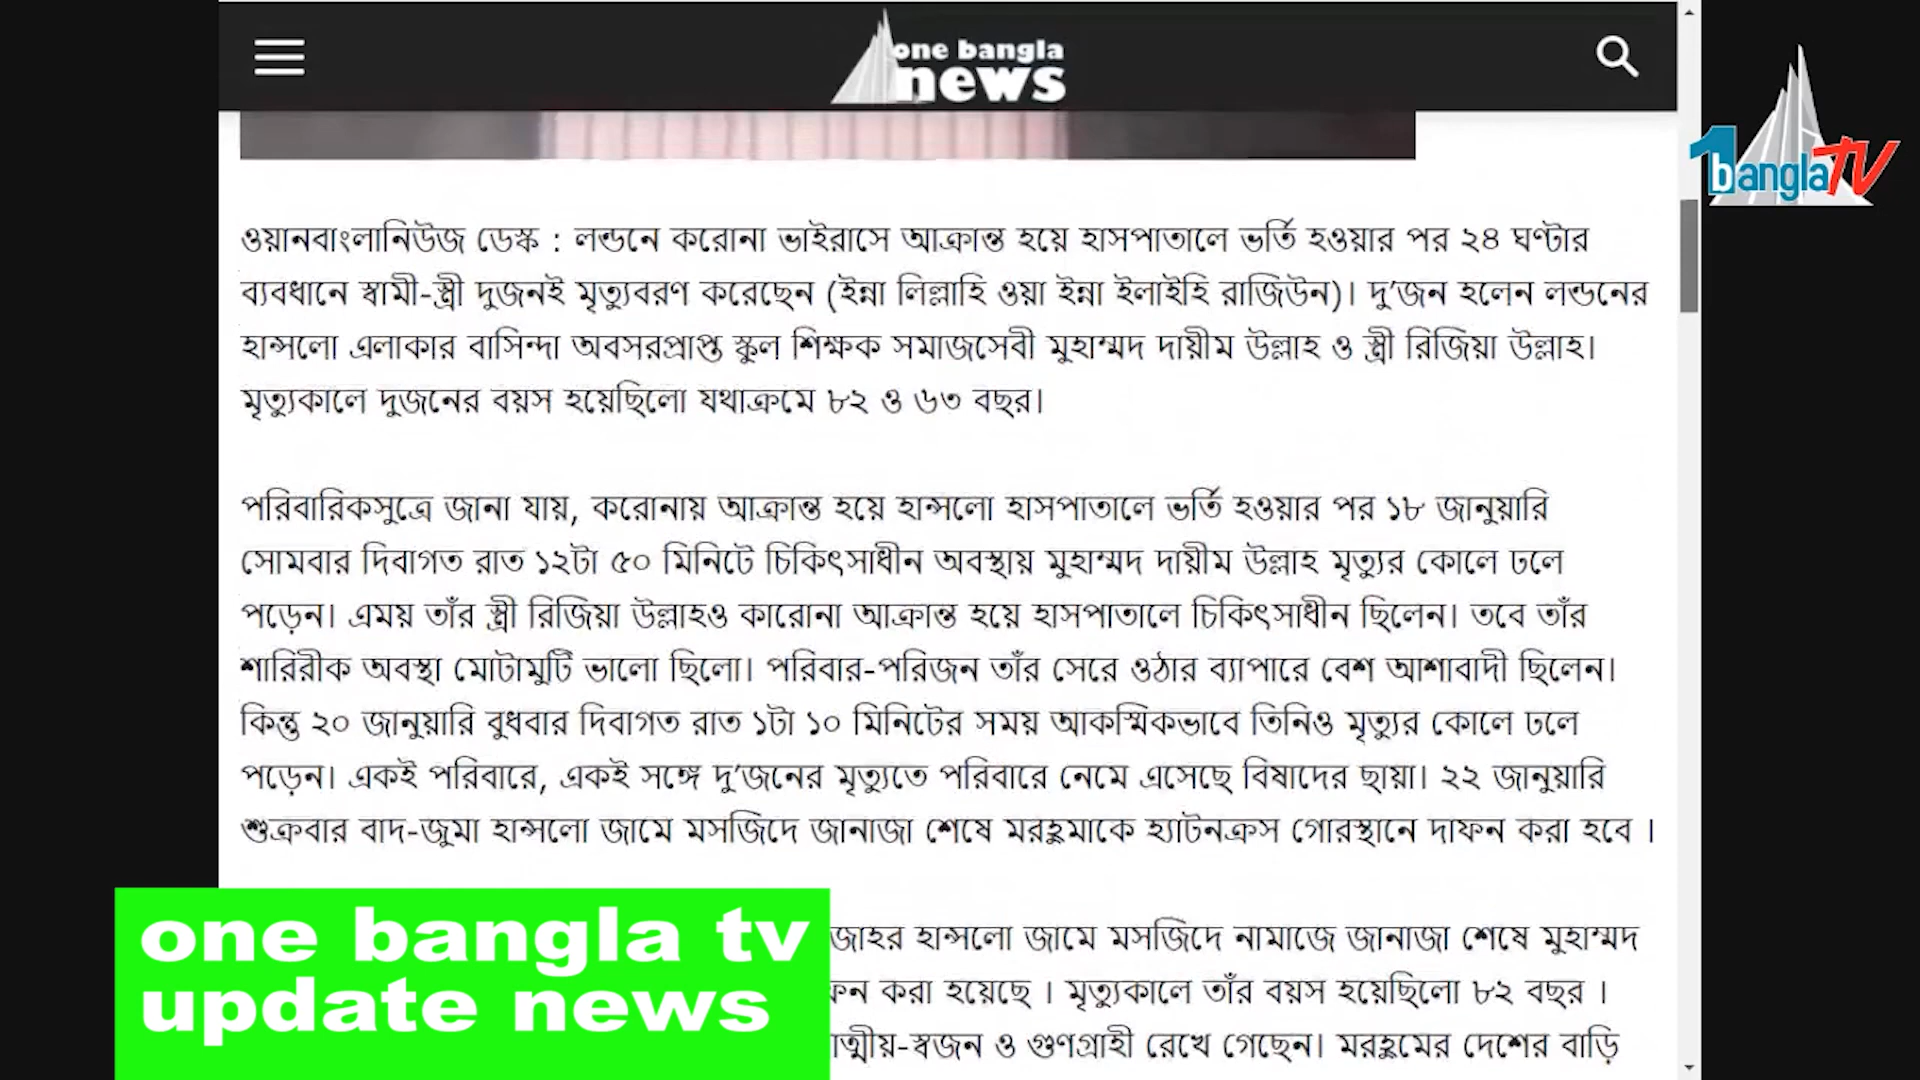 one bangla
news
1banglaTV
ওয়ানবাংলানিউজ ডেস্ক : লন্ডনে করোনা ভাইরাসে আক্রান্ত হয়ে হাসপাতালে ভর্তি হওয়ার পর ২৪ ঘণ্টার
ব্যবধানে স্বামী-স্ত্রী দুজনই মৃত্যুবরণ করেছেন (ইন্না লিল্লাহি ওয়া ইন্না ইলাইহি রাজিউন)। দু’জন হলেন লন্ডনের
হান্সলো এলাকার বাসিন্দা অবসরপ্রাপ্ত স্কুল শিক্ষক সমাজসেবী মুহাম্মদ দায়ীম উল্লাহ ও স্ত্রী রিজিয়া উল্লাহ।
মৃত্যুকালে দুজনের বয়স হয়েছিলো যথাক্রমে ৮২ ও ৬৩ বছর।
পরিবারিকসুত্রে জানা যায়, করোনায় আক্রান্ত হয়ে হান্সলো হাসপাতালে ভর্তি হওয়ার পর ১৮ জানুয়ারি
সোমবার দিবাগত রাত ১২টা ৫০ মিনিটে চিকিৎসাধীন অবস্থায় মুহাম্মদ দায়ীম উল্লাহ মৃত্যুর কোলে ঢলে
পড়েন। এময় তাঁর স্ত্রী রিজিয়া উল্লাহও কারোনা আক্রান্ত হয়ে হাসপাতালে চিকিৎসাধীন ছিলেন। তবে তাঁর
শারিরীক অবস্থা মোটামুটি ভালো ছিলো। পরিবার-পরিজন তাঁর সেরে ওঠার ব্যাপারে বেশ আশাবাদী ছিলেন।
কিন্তু ২০ জানুয়ারি বুধবার দিবাগত রাত ১টা ১০ মিনিটের সময় আকস্মিকভাবে তিনিও মৃত্যুর কোলে ঢলে
পড়েন। একই পরিবারে, একই সঙ্গে দু’জনের মৃত্যুতে পরিবারে নেমে এসেছে বিষাদের ছায়া। ২২ জানুয়ারি
শুক্রবার বাদ-জুমা হান্সলো জামে মসজিদে জানাজা শেষে মরহুমাকে হ্যাটনক্রস গোরস্থানে দাফন করা হবে ।
জোহর হান্সলো জামে মসজিদে নামাজে জানাজা শেষে মুহাম্মদ
করা হয়েছে । মৃত্যুকালে তাঁর বয়স হয়েছিলো ৮২ বছর ।
আত্মীয়-স্বজন ও গুণগ্রাহী রেখে গেছেন। মরহুমের দেশের বাড়ি
one bangla tv
update news